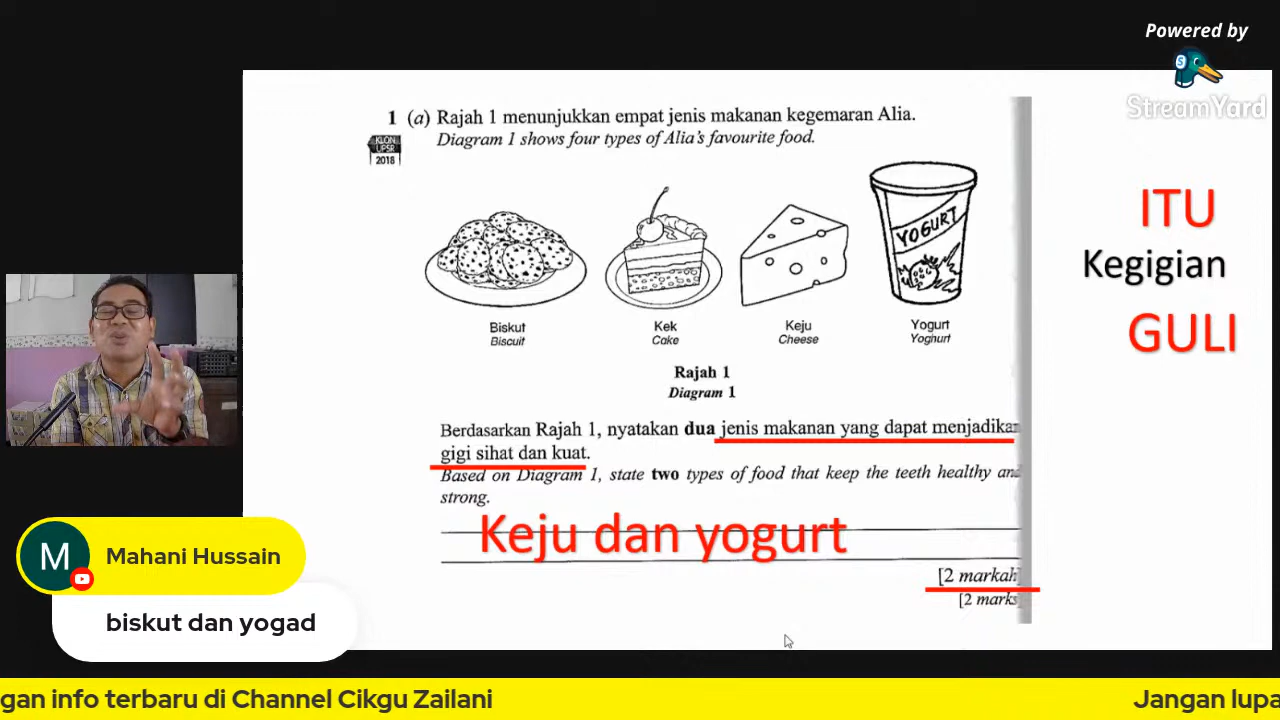 Powered by
StreamYard
1 (a) Rajah 1 menunjukkan empat jenis makanan kegemaran Alia.
Diagram 1 shows four types of Alia's favourite food.
KLON
UPSR
2018
YOGURT
Biskut
Biscuit
Kek
Cake
Keju
Cheese
Yogurt
Yoghurt
Rajah 1
Diagram 1
Berdasarkan Rajah 1, nyatakan dua jenis makanan yang dapat menjadikan
gigi sihat dan kuat.
Based on Diagram 1, state two types of food that keep the teeth healthy and
strong.
Keju dan yogurt
[2 markah]
[2 marks
ITU
Kegigian
GULI
M
Mahani Hussain
biskut dan yogad
gan info terbaru di Channel Cikgu Zailani
Jangan lupa